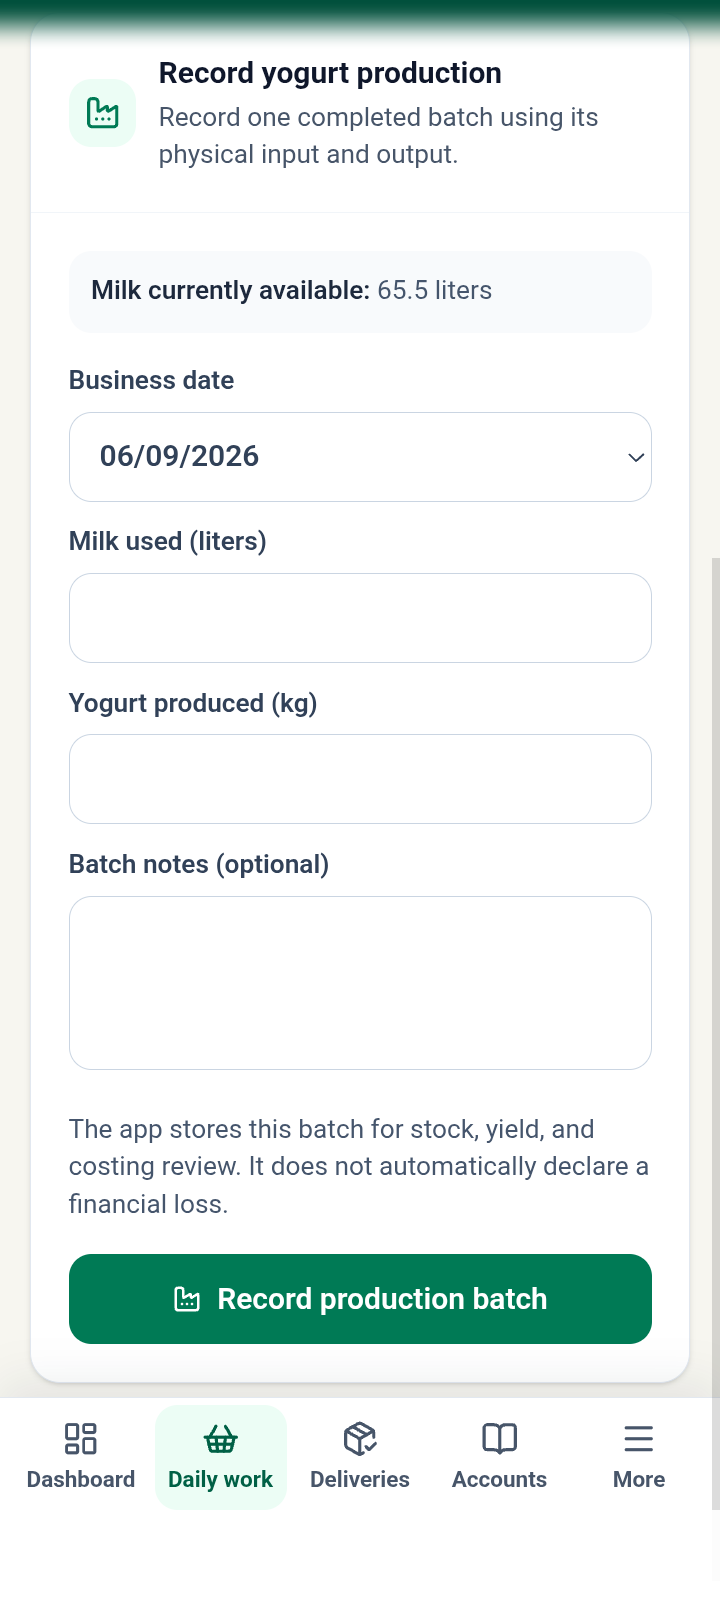 Record yogurt production
Record one completed batch using its
physical input and output.
Milk currently available: 65.5 liters
Business date
06/09/2026
Milk used (liters)
Yogurt produced (kg)
Batch notes (optional)
The app stores this batch for stock, yield, and
costing review. It does not automatically declare a
financial loss.
Record production batch
Dashboard
Daily work
Deliveries
Accounts
More